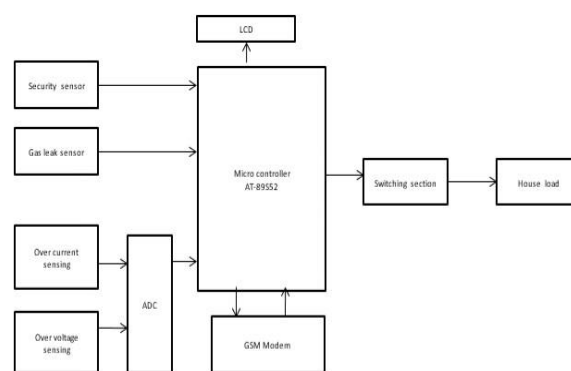 LCD
Security sensor
Gas leak sensor
Micro controller
AT-89S52
Switching section
House load
Over current
sensing
ADC
Over voltage
sensing
GSM Modem